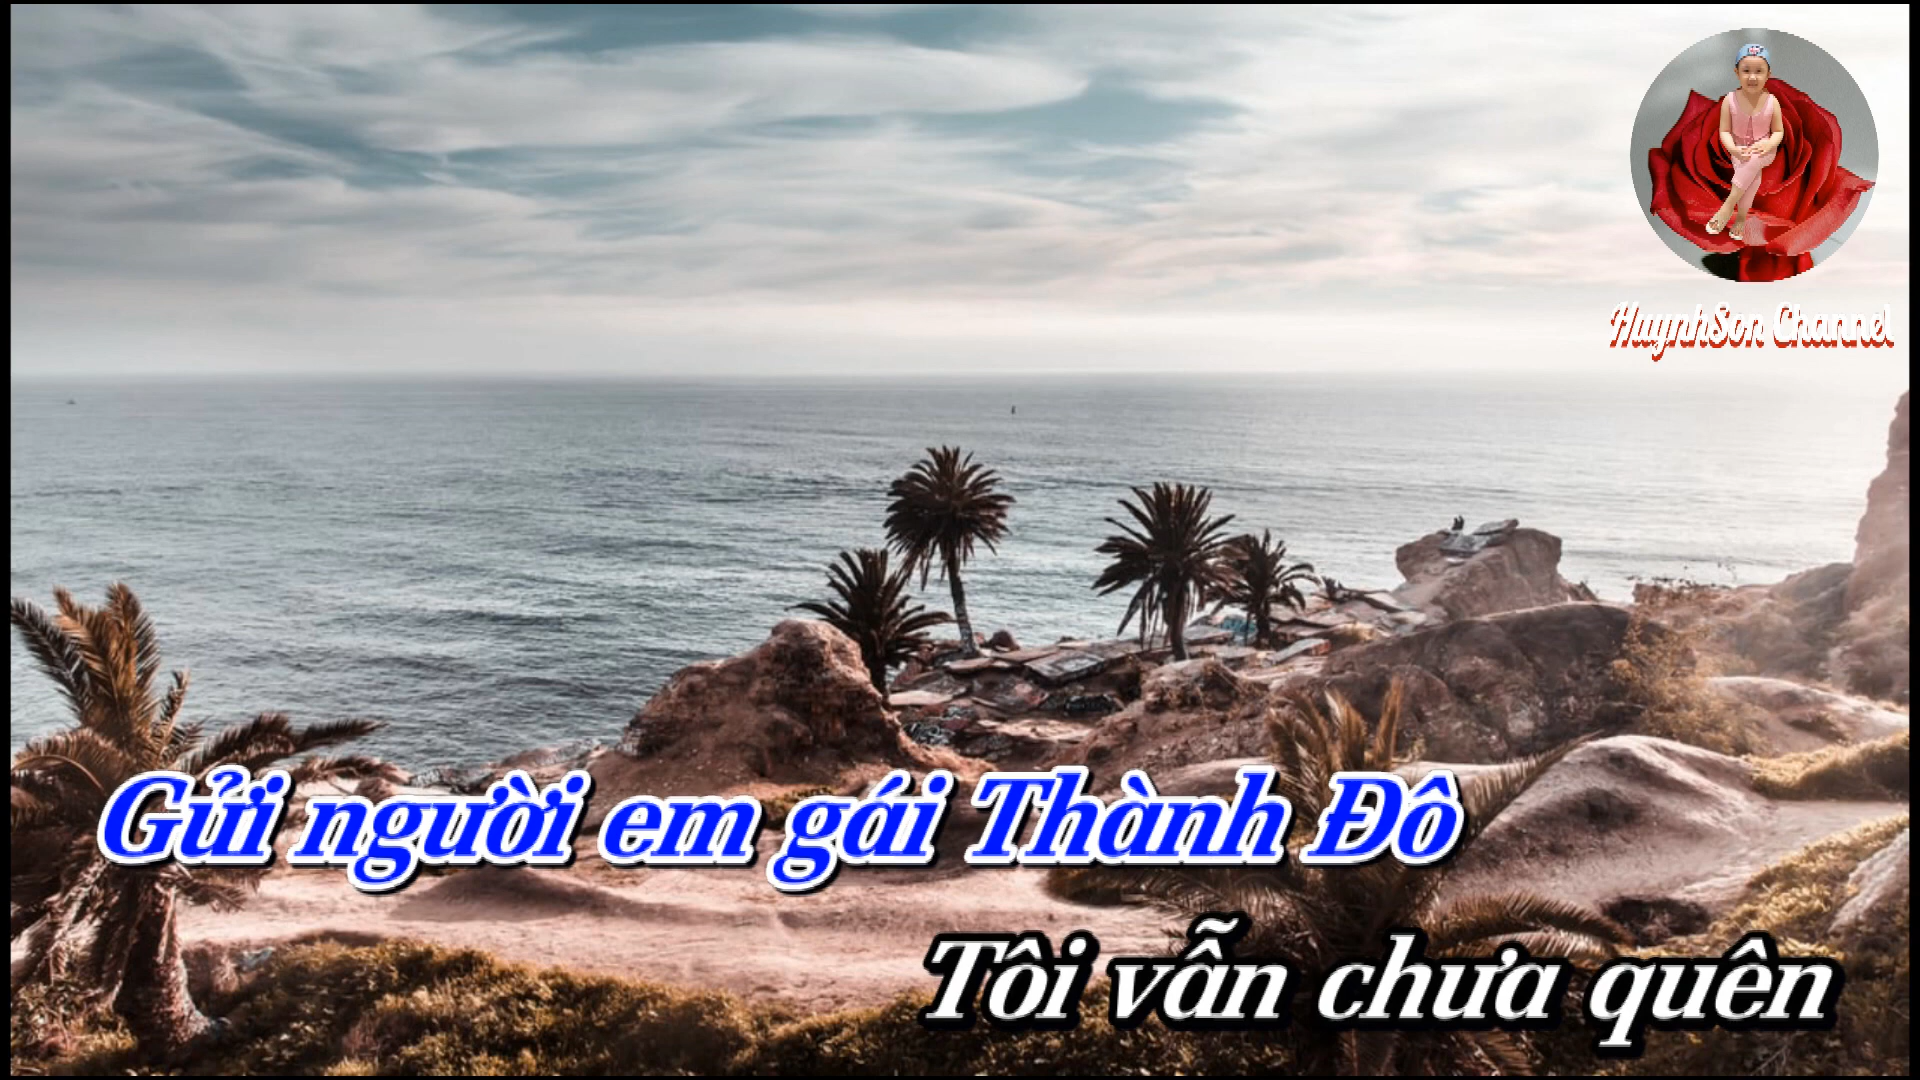 HuynhSon Channel
Gửi người em gái Thành Đô
Tôi vẫn chưa quên